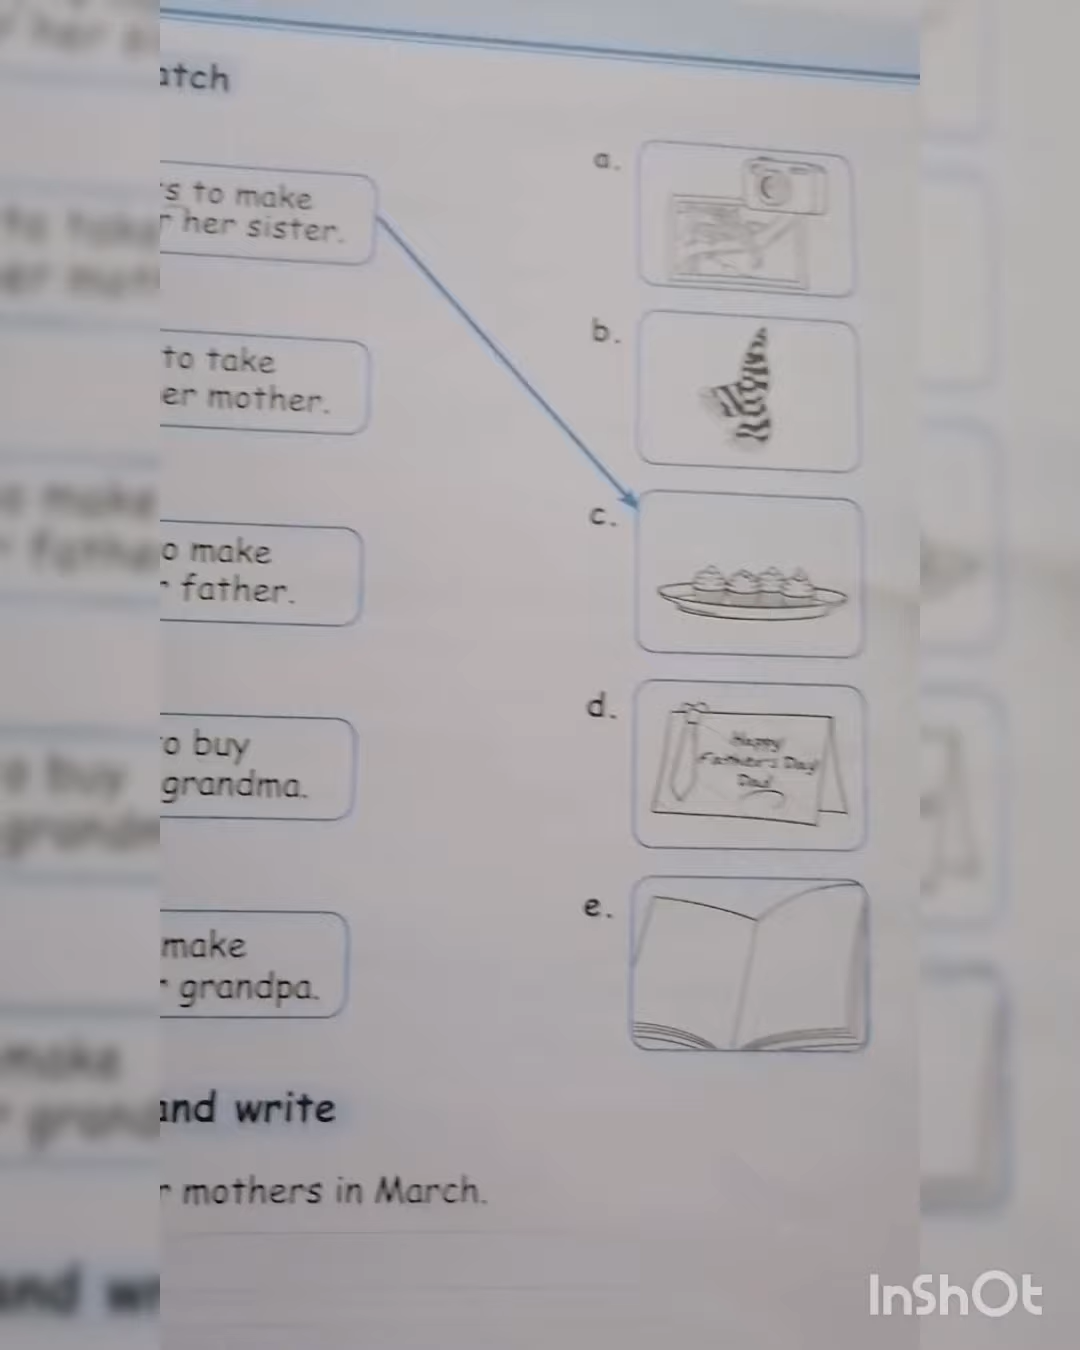 atch
s to make
r her sister.
to take
er mother.
o make
r father.
o buy
grandma.
make
r grandpa.
and write
r mothers in March.
a.
b.
c.
d.
Happy
Father's Day
Dad
e.
InShOt